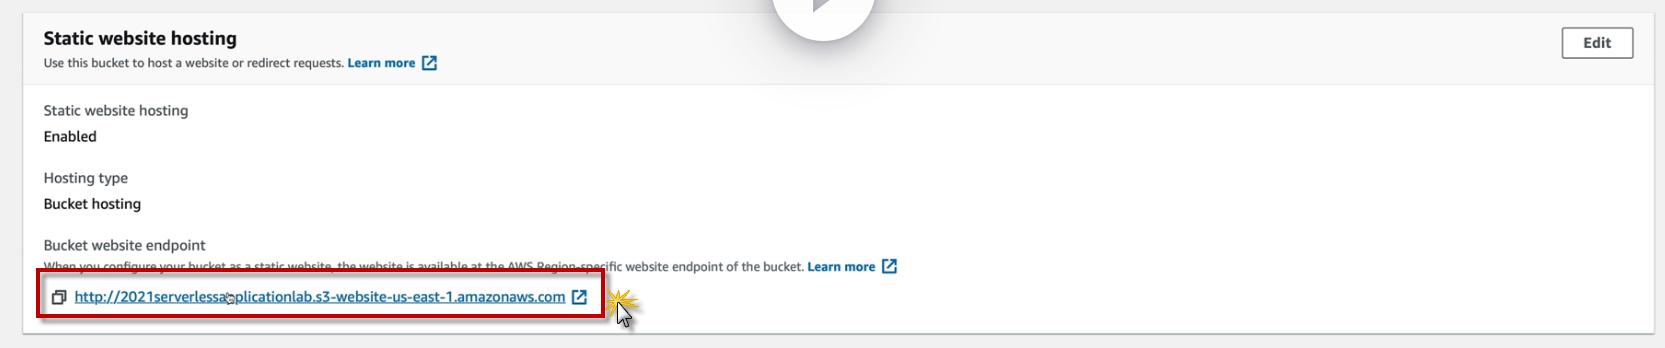 Static website hosting
Edit
Use this bucket to host a website or redirect requests. Learn more
Static website hosting
Enabled
Hosting type
Bucket hosting
Bucket website endpoint
When you configure your bucket as a static website, the website is available at the AWS Region-specific website endpoint of the bucket. Learn more
http://2021serverlessapplicationlab.s3-website-us-east-1.amazonaws.com